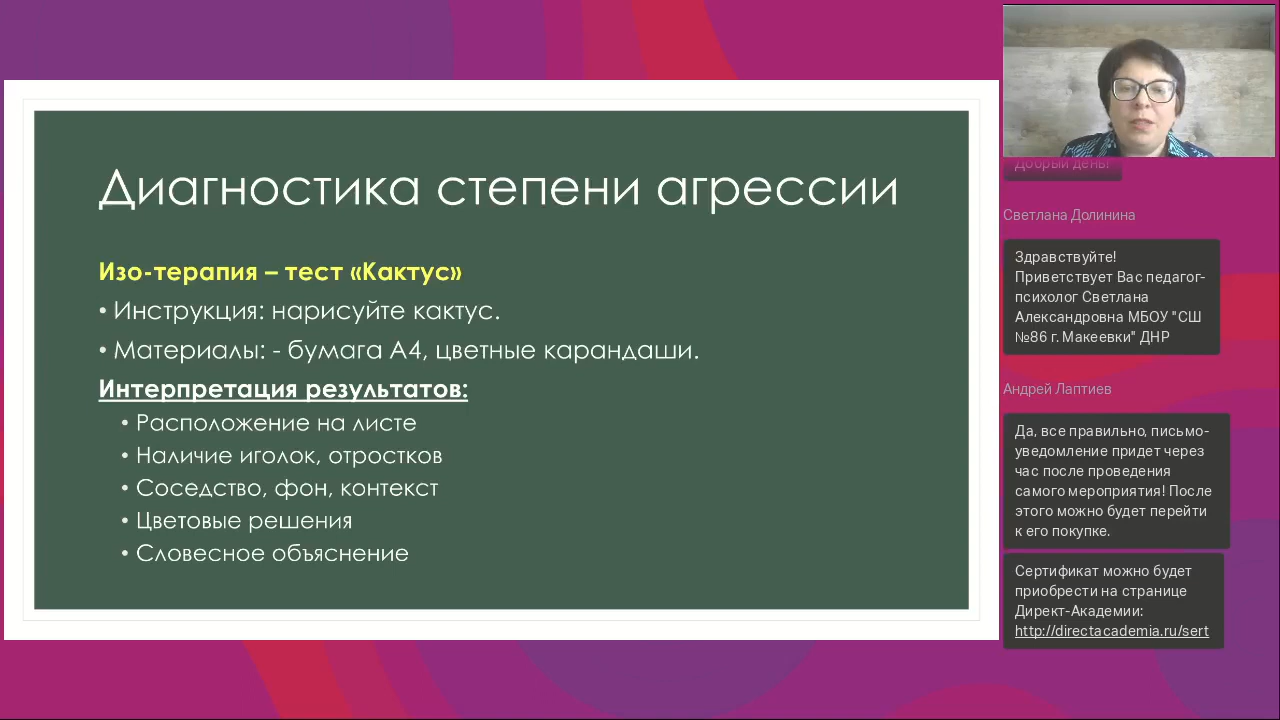 Диагностика степени агрессии
Изо-терапия – тест «Кактус»
• Инструкция: нарисуйте кактус.
• Материалы: - бумага А4, цветные карандаши.
Интерпретация результатов:
• Расположение на листе
• Наличие иголок, отростков
• Соседство, фон, контекст
• Цветовые решения
• Словесное объяснение
Добрый день!
Светлана Долинина
Здравствуйте!
Приветствует Вас педагог-
психолог Светлана
Александровна МБОУ "СШ
№86 г. Макеевки" ДНР
Андрей Лаптиев
Да, все правильно, письмо-
уведомление придет через
час после проведения
самого мероприятия! После
этого можно будет перейти
к его покупке.
Сертификат можно будет
приобрести на странице
Директ-Академии:
http://directacademia.ru/sert